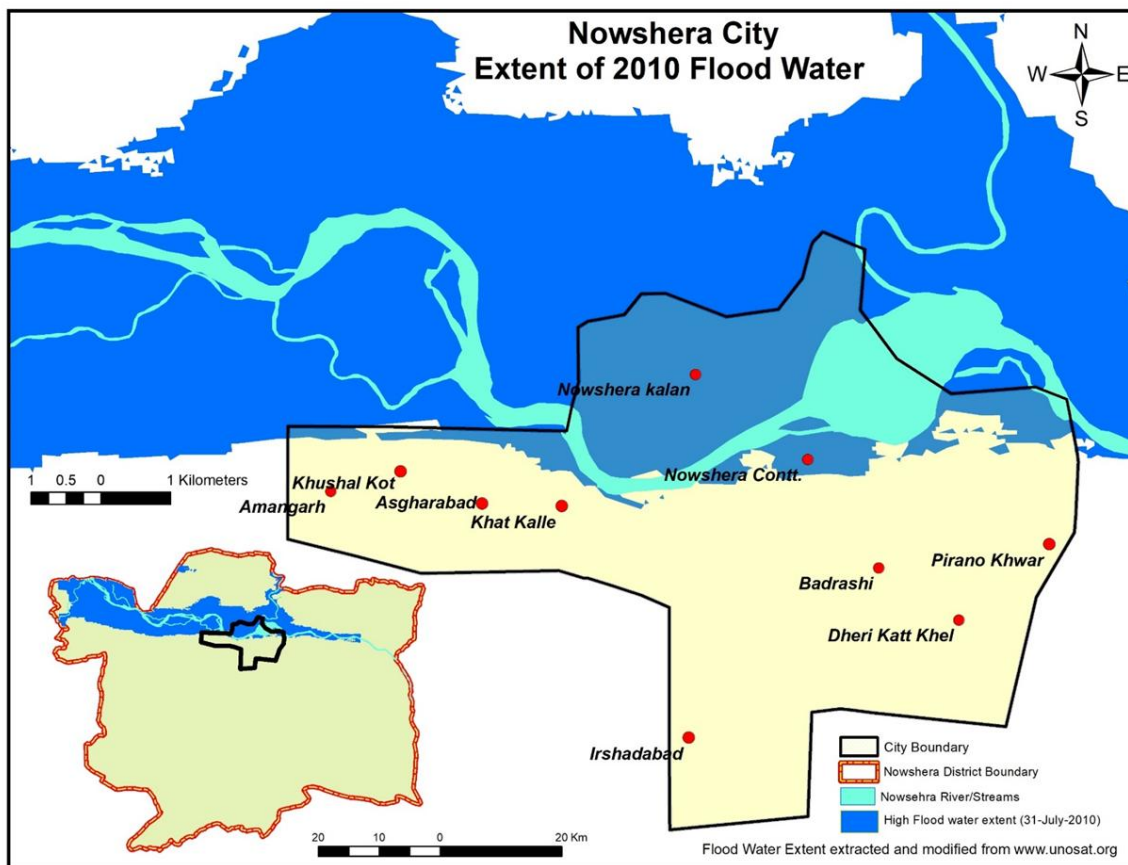 Nowshera City
Extent of 2010 Flood Water
N
W E
S
Nowshera kalan
Nowshera Contt.
Khushal Kot
Amangarh
Asgharabad
Khat Kalle
Pirano Khwar
Badrashi
Dheri Katt Khel
Irshadabad
1 0.5 0 1 Kilometers
20 10 0 20 Km
City Boundary
Nowshera District Boundary
Nowsehra River/Streams
High Flood water extent (31-July-2010)
Flood Water Extent extracted and modified from www.unosat.org